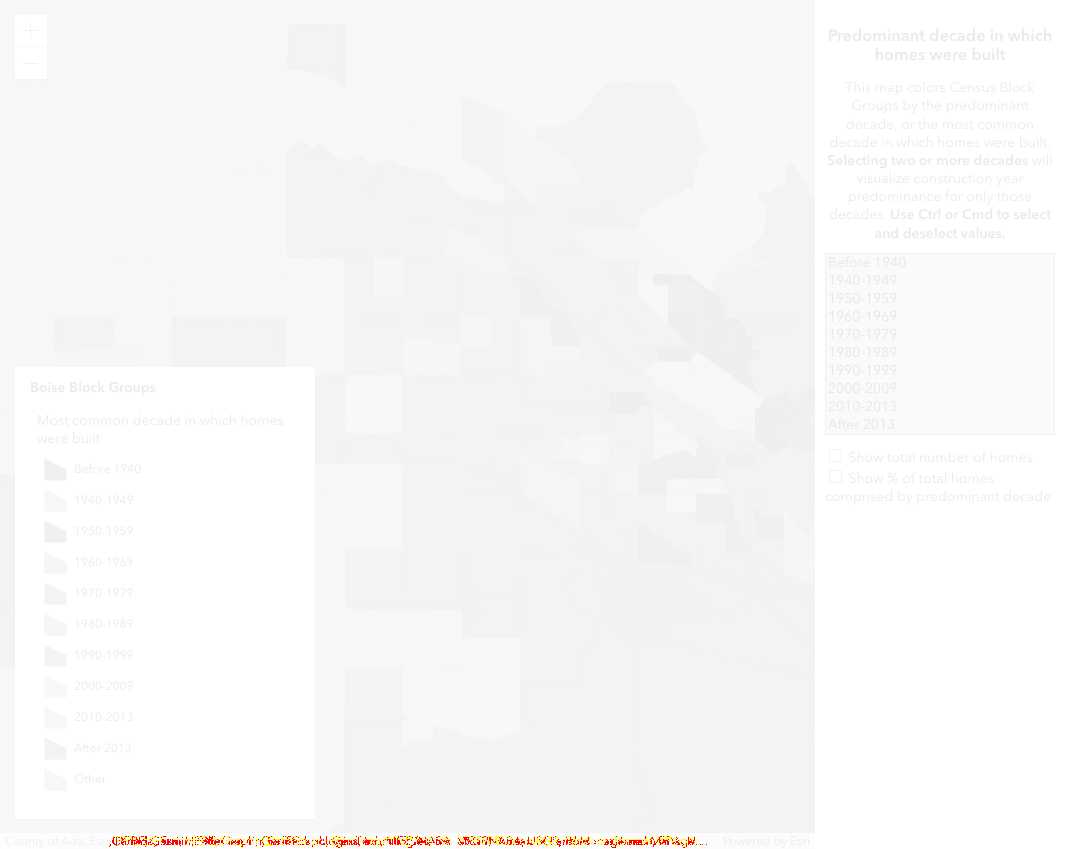 Predominant decade in which
homes were built
This map colors Census Block
Groups by the predominant
decade, or the most common
decade in which homes were built.
Selecting two or more decades will
visualize construction year
predominance for only those
decades. Use Ctrl or Cmd to select
and deselect values.
Before 1940
1940-1949
1950-1959
1960-1969
1970-1979
1980-1989
1990-1999
2000-2009
2010-2013
After 2013
Show total number of homes
Show % of total homes
comprised by predominant decade
Boise Block Groups
Most common decade in which homes
were built
Before 1940
1940-1949
1950-1959
1960-1969
1970-1979
1980-1989
1990-1999
2000-2009
2010-2013
After 2013
Other
County of Ada, Powered by Esri